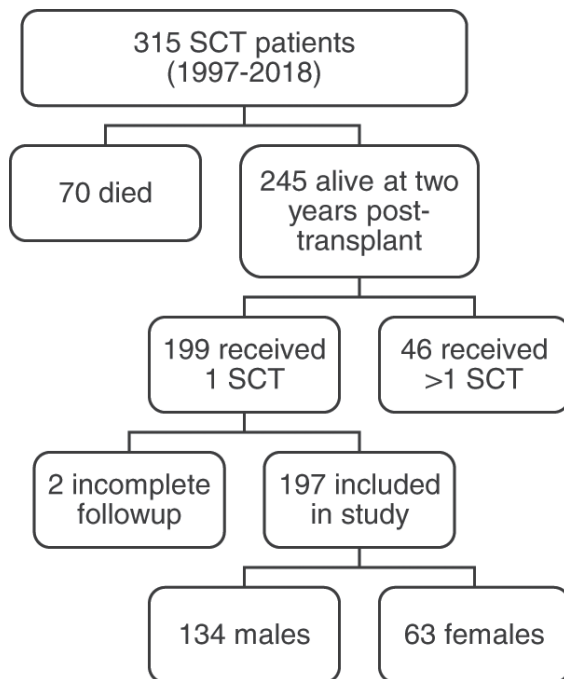 315 SCT patients
(1997-2018)
70 died
245 alive at two
years post-
transplant
199 received
1 SCT
46 received
>1 SCT
2 incomplete
followup
197 included
in study
134 males
63 females